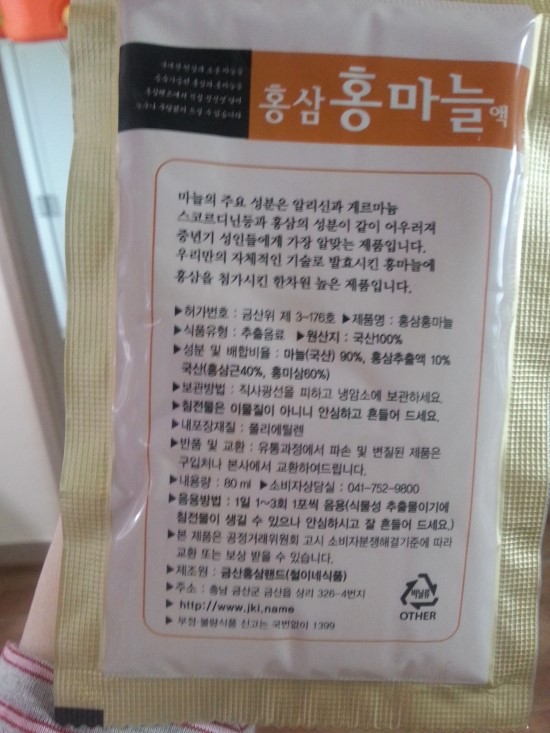 홍삼 홍마늘액
마늘의 주요 성분은 알리신과 게르마늄
스코르디닌등과 홍삼의 성분이 같이 어우러져
중년기 성인들에게 가장 알맞는 제품입니다.
우리만의 자체적인 기술로 발효시킨 홍마늘에
홍삼을 첨가시킨 한차원 높은 제품입니다.
▶허가번호 : 금산위 제 3-176호 ▶제품명 : 홍삼홍마늘
▶식품유형 : 추출음료 ▶원산지 : 국산100%
▶성분 및 배합비율 : 마늘(국산) 90%, 홍삼추출액 10%
국산(홍삼근40%, 홍미삼60%)
▶보관방법 : 직사광선을 피하고 냉암소에 보관하세요.
▶침전물은 이물질이 아니니 안심하고 흔들어 드세요.
▶내포장재질 : 폴리에틸렌
▶반품 및 교환 : 유통과정에서 파손 및 변질된 제품은
구입처나 본사에서 교환하여드립니다.
▶내용량 : 80㎖ ▶소비자상담실 : 041-752-9800
▶음용방법 : 1일 1~3회 1포씩 음용(식물성 추출물이기에
침전물이 생길 수 있으나 안심하시고 잘 흔들어 드세요.)
▶본 제품은 공정거래위원회 고시 소비자분쟁해결기준에 따라
교환 또는 보상 받을 수 있습니다.
▶제조원 : 금산홍삼랜드(철이네식품)
▶주소 : 충남 금산군 금산읍 상리 326-4번지
▶ http://www.jkl.name
▶ 부정·불량식품 신고는 국번없이 1399
비닐류
OTHER